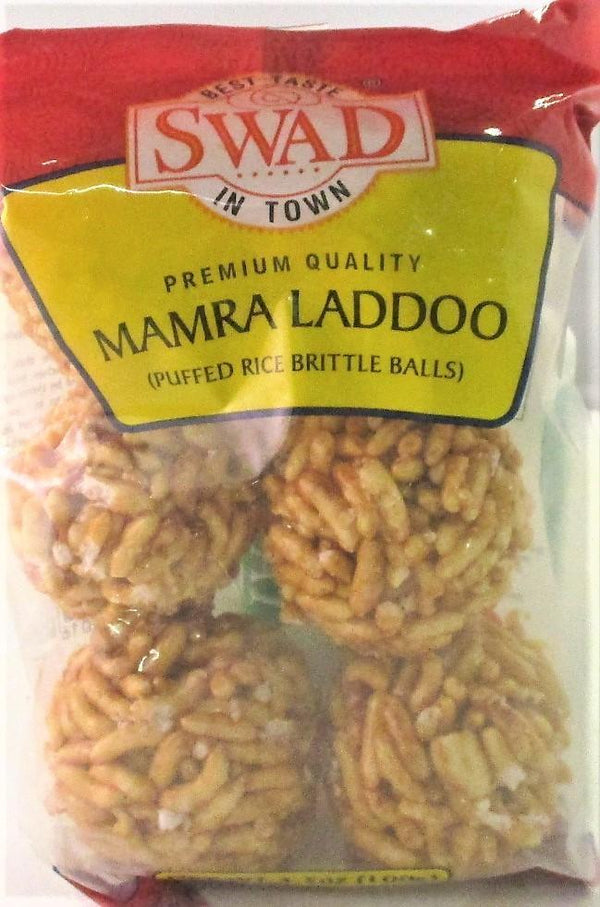 BEST TASTE
SWAD
IN TOWN
PREMIUM QUALITY
MAMRA LADDOO
(PUFFED RICE BRITTLE BALLS)